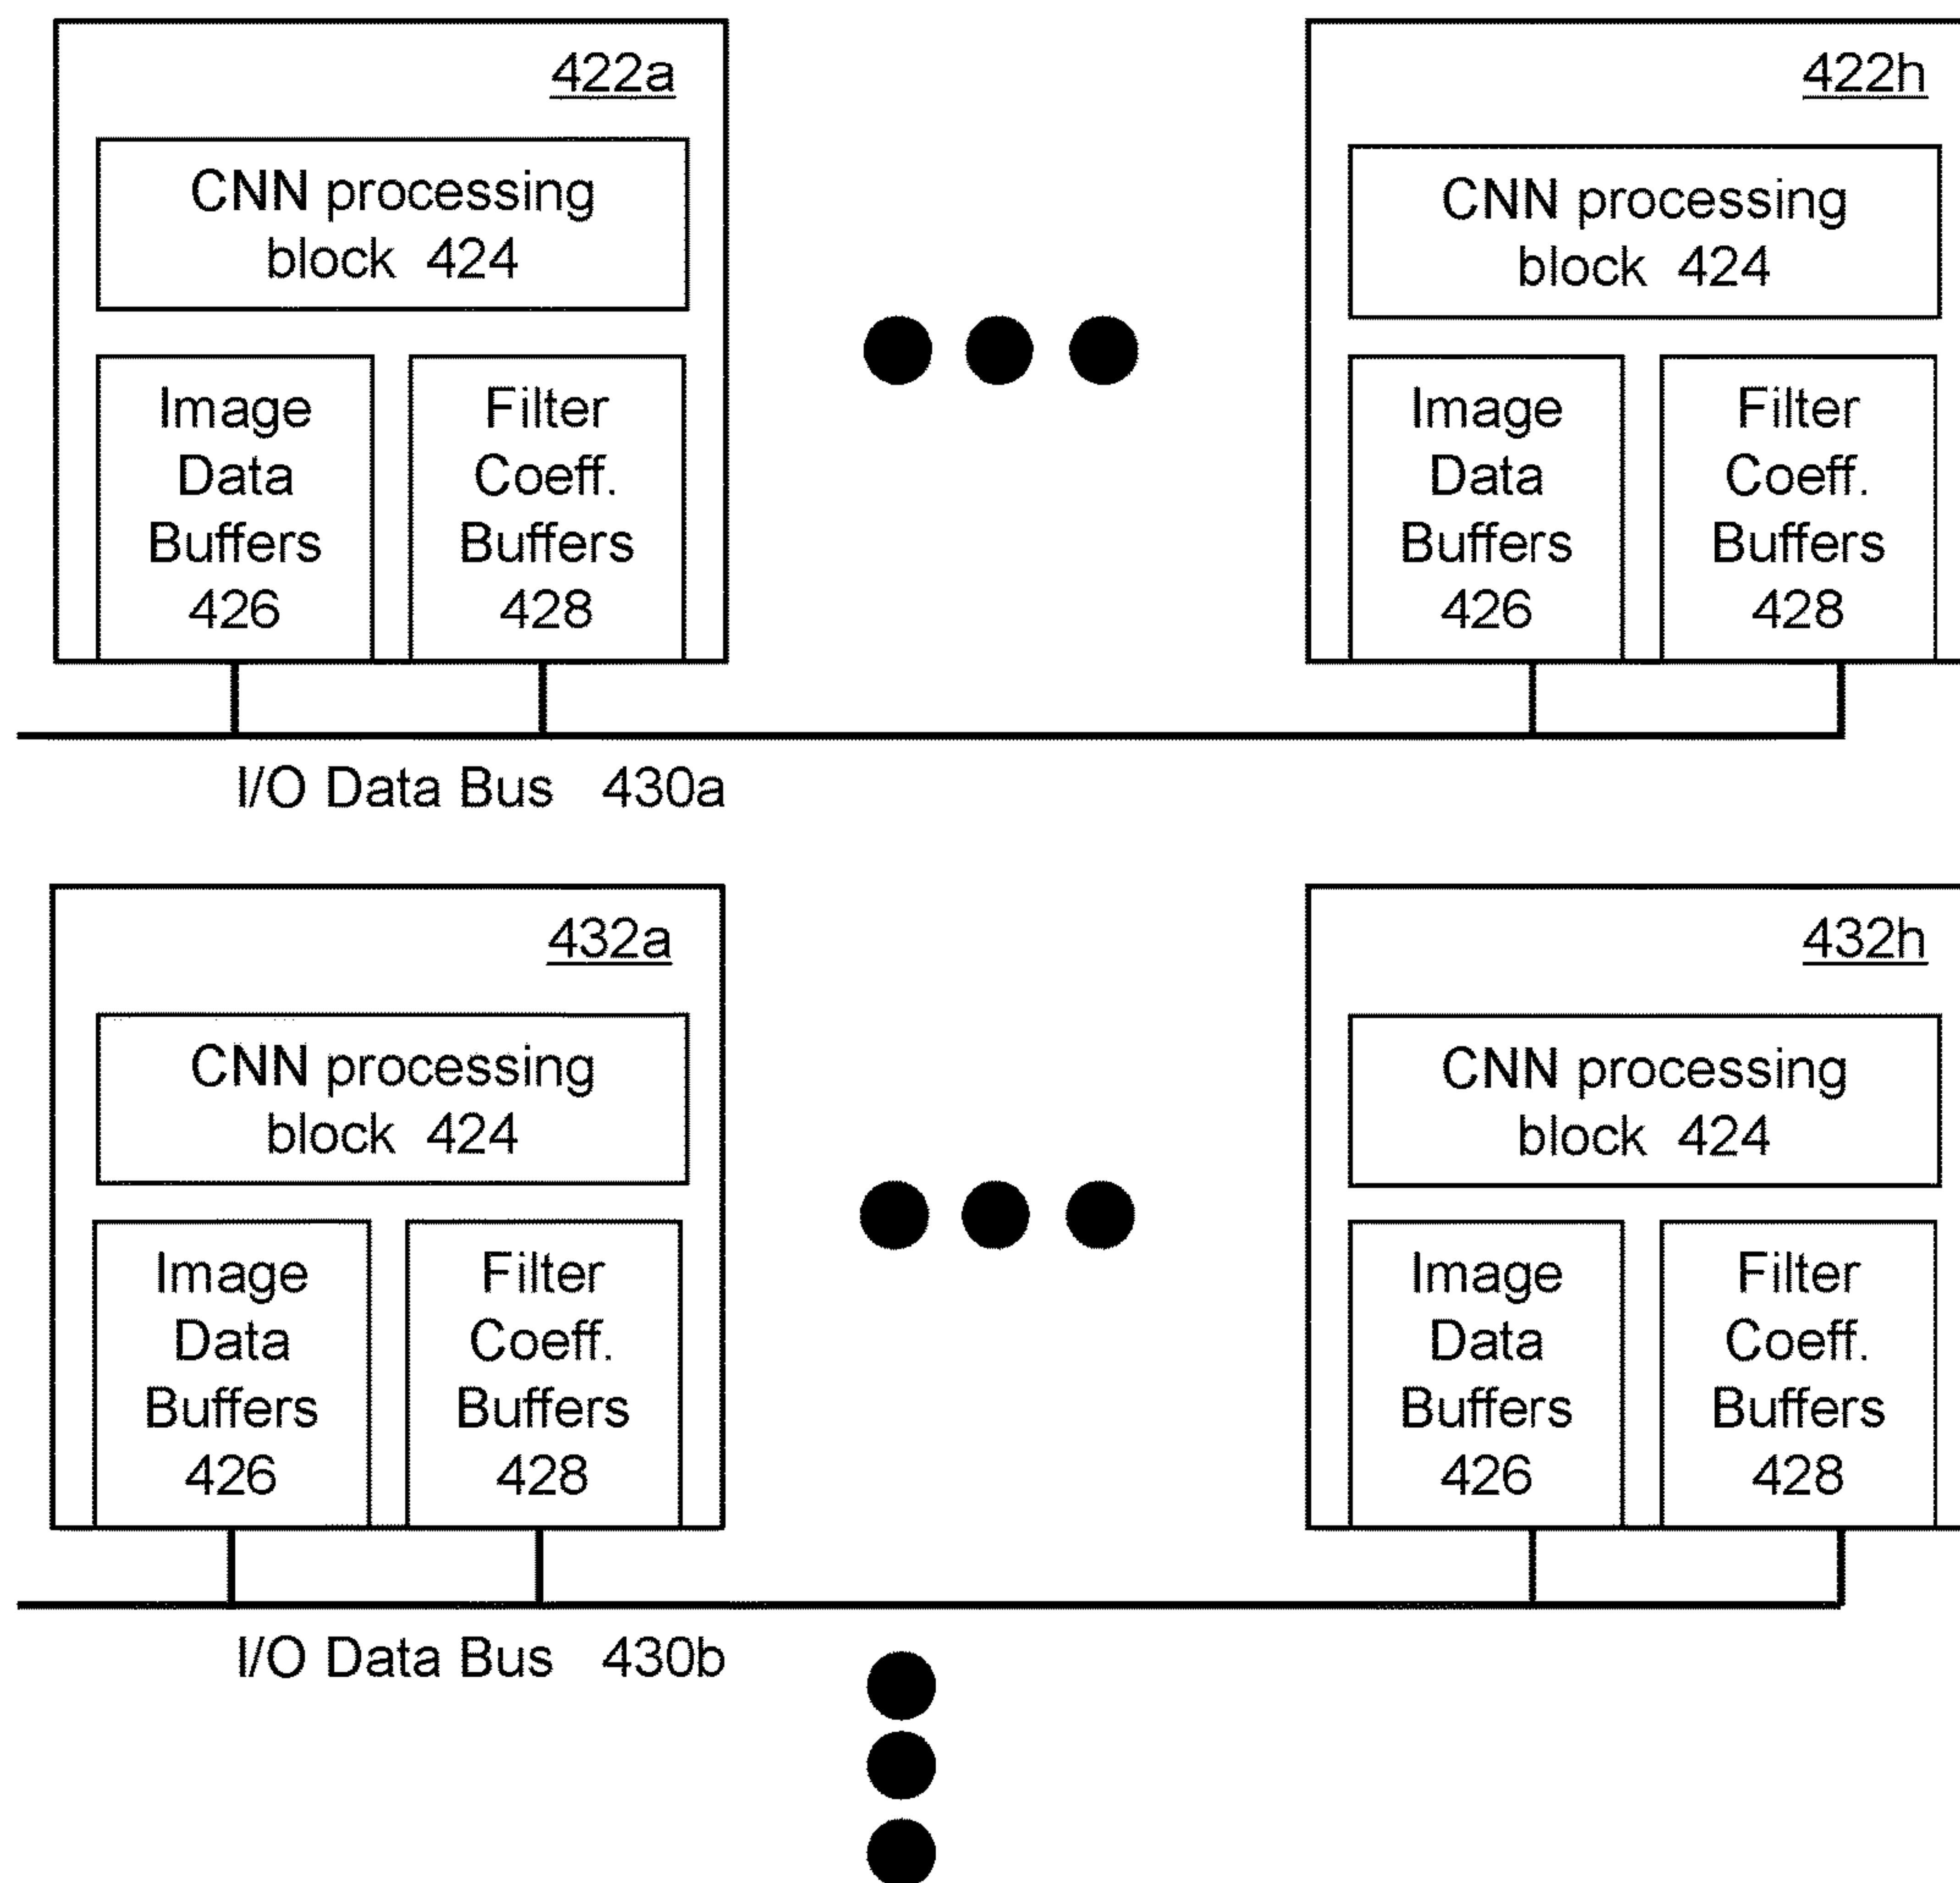 422a
CNN processing
block 424
Image
Data
Buffers
426
Filter
Coeff.
Buffers
428
422h
CNN processing
block 424
Image
Data
Buffers
426
Filter
Coeff.
Buffers
428
I/O Data Bus 430a
432a
CNN processing
block 424
Image
Data
Buffers
426
Filter
Coeff.
Buffers
428
432h
CNN processing
block 424
Image
Data
Buffers
426
Filter
Coeff.
Buffers
428
I/O Data Bus 430b